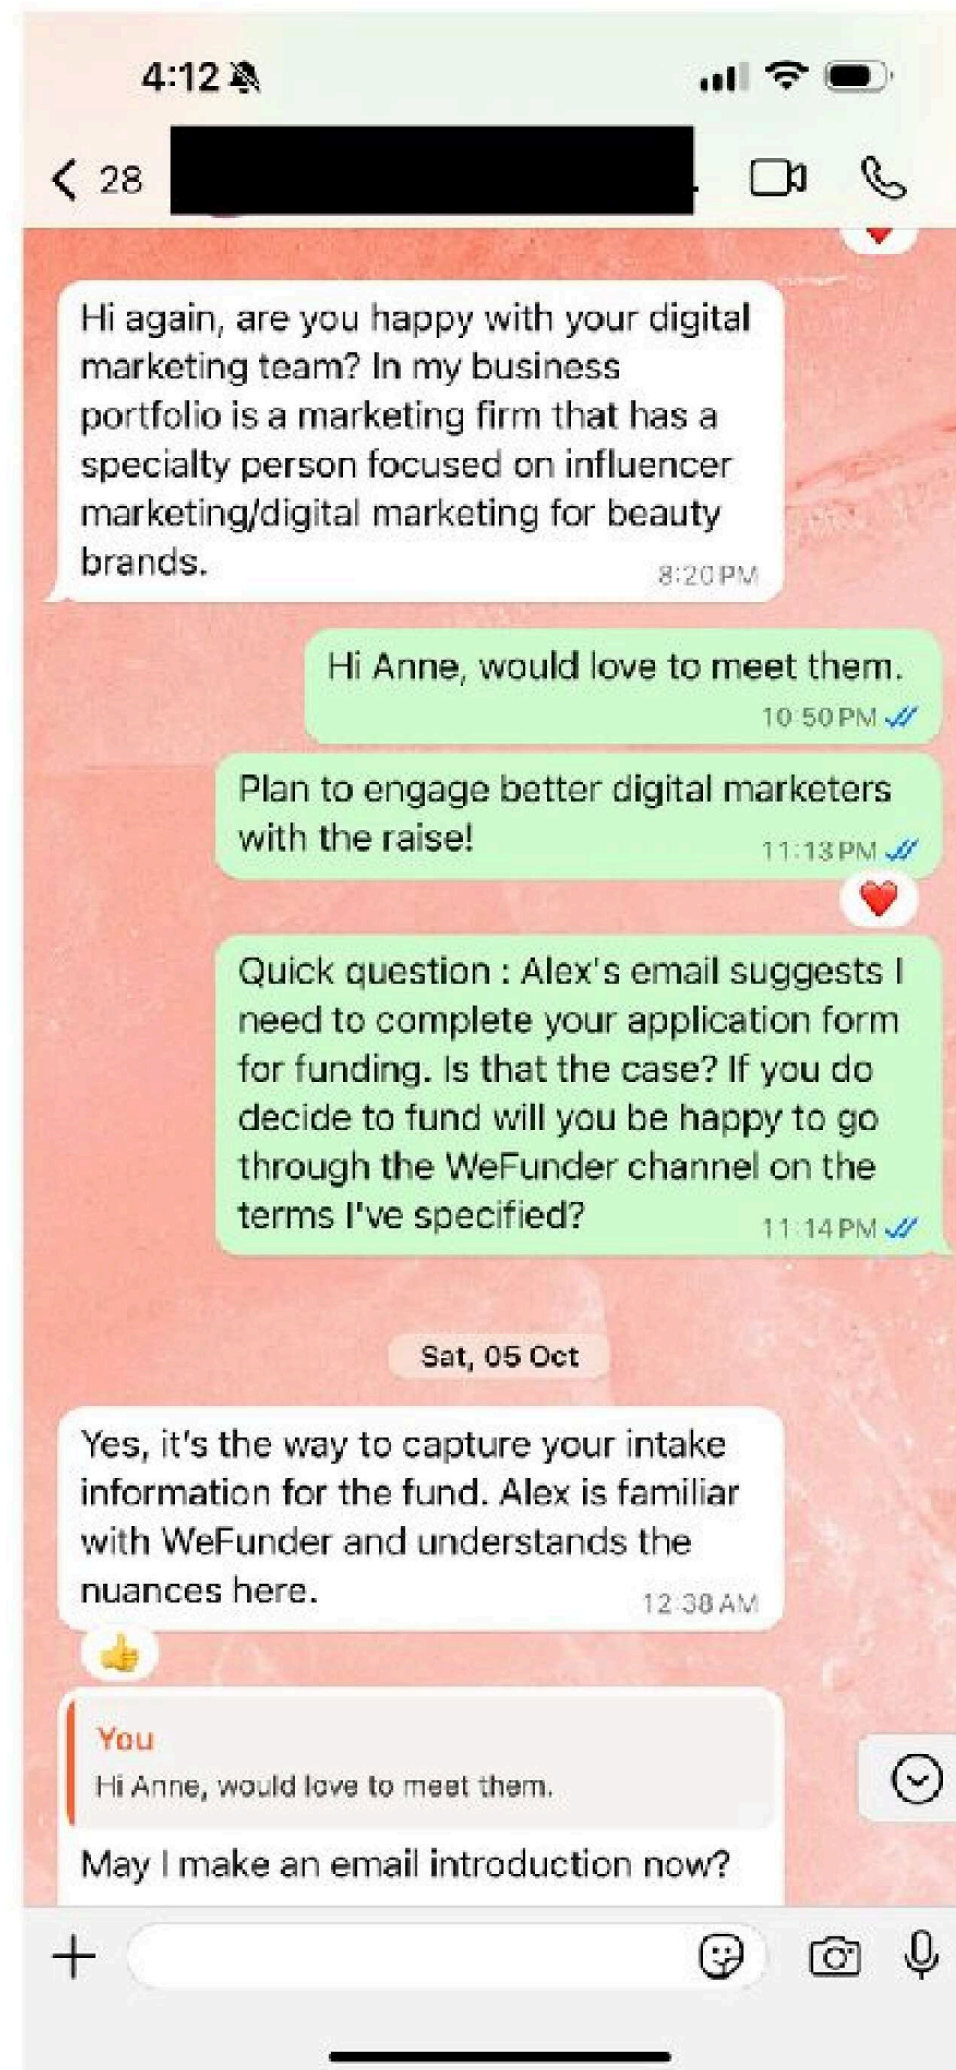 4:12
28
Hi again, are you happy with your digital
marketing team? In my business
portfolio is a marketing firm that has a
specialty person focused on influencer
marketing/digital marketing for beauty
brands.
8:20 PM
Hi Anne, would love to meet them.
10:50 PM
Plan to engage better digital marketers
with the raise!
11:13 PM
Quick question : Alex's email suggests I
need to complete your application form
for funding. Is that the case? If you do
decide to fund will you be happy to go
through the WeFunder channel on the
terms I've specified?
11:14 PM
Sat, 05 Oct
Yes, it's the way to capture your intake
information for the fund. Alex is familiar
with WeFunder and understands the
nuances here.
12:38 AM
You
Hi Anne, would love to meet them.
May I make an email introduction now?